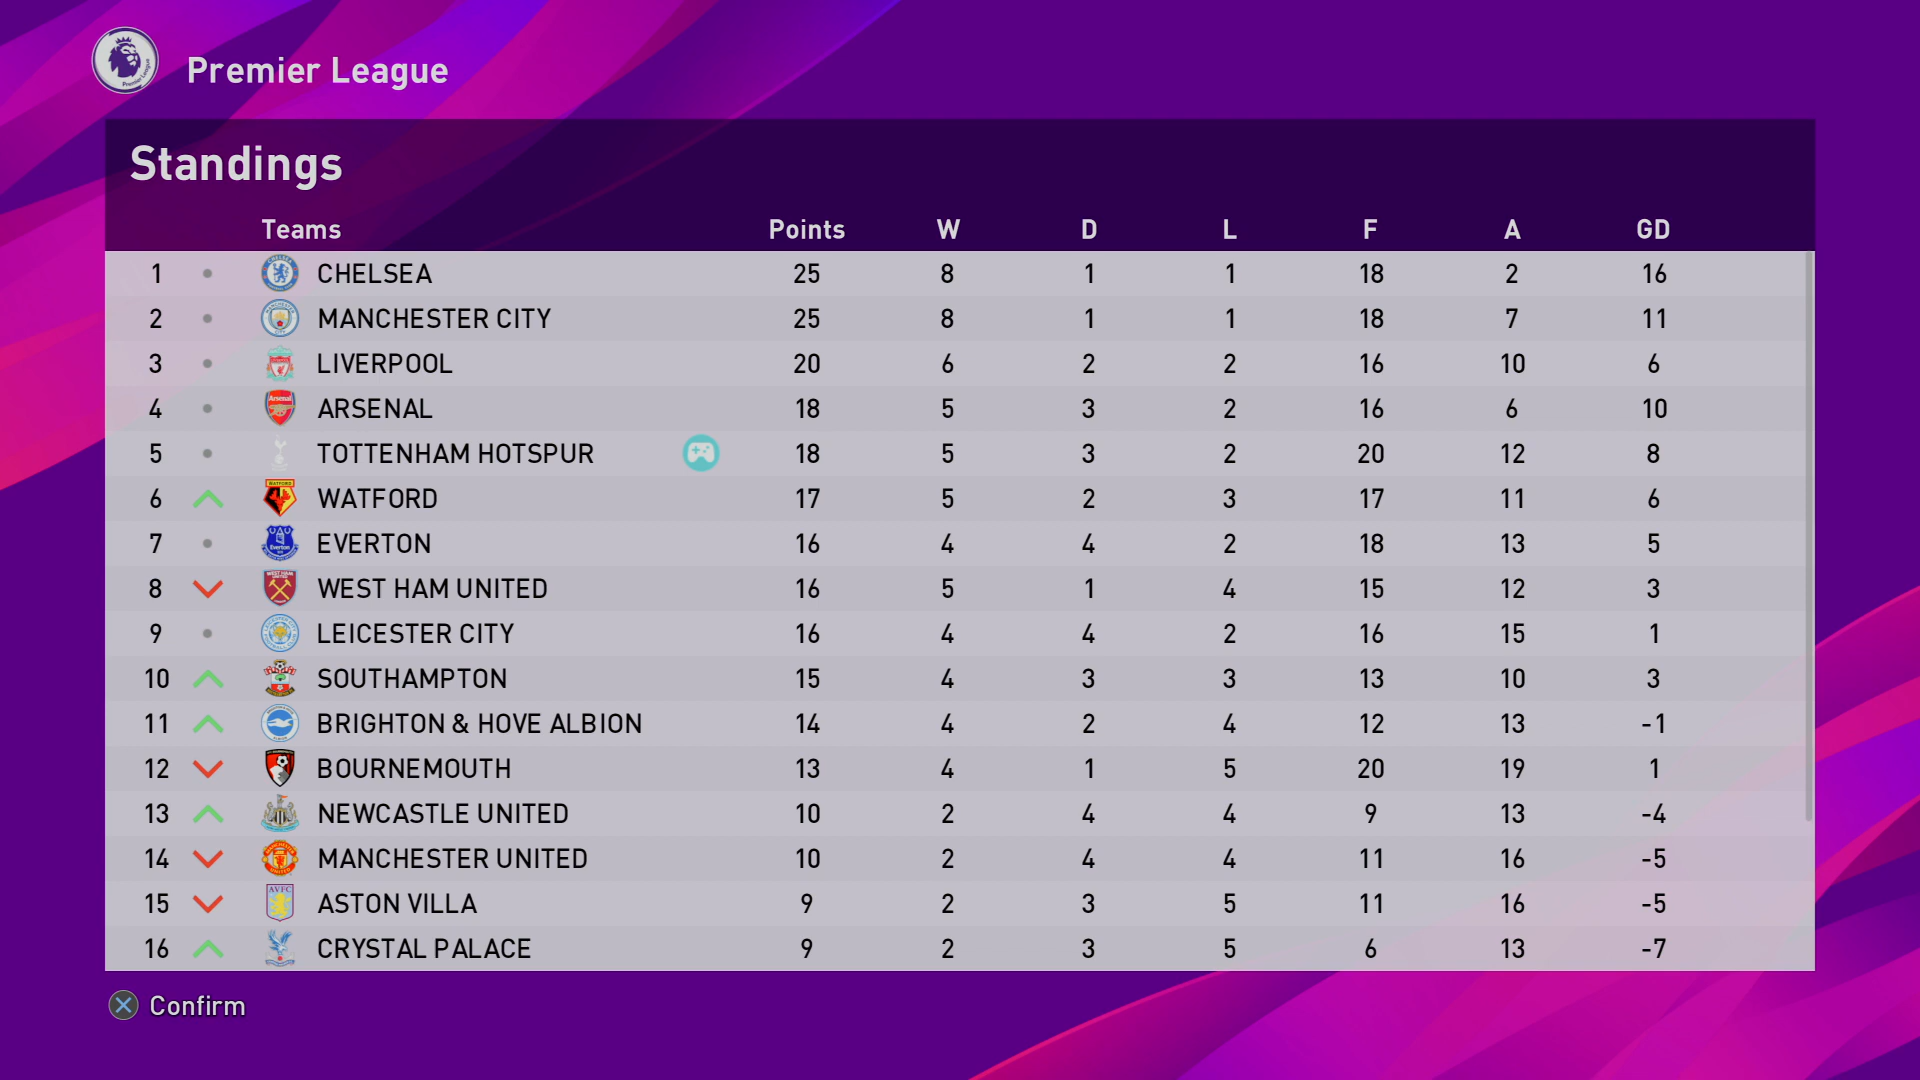 Premier League
Standings
Teams Points W D L F A GD
1 CHELSEA 25 8 1 1 18 2 16
2 MANCHESTER CITY 25 8 1 1 18 7 11
3 LIVERPOOL 20 6 2 2 16 10 6
4 ARSENAL 18 5 3 2 16 6 10
5 TOTTENHAM HOTSPUR 18 5 3 2 20 12 8
6 WATFORD 17 5 2 3 17 11 6
7 EVERTON 16 4 4 2 18 13 5
8 WEST HAM UNITED 16 5 1 4 15 12 3
9 LEICESTER CITY 16 4 4 2 16 15 1
10 SOUTHAMPTON 15 4 3 3 13 10 3
11 BRIGHTON & HOVE ALBION 14 4 2 4 12 13 -1
12 BOURNEMOUTH 13 4 1 5 20 19 1
13 NEWCASTLE UNITED 10 2 4 4 9 13 -4
14 MANCHESTER UNITED 10 2 4 4 11 16 -5
15 ASTON VILLA 9 2 3 5 11 16 -5
16 CRYSTAL PALACE 9 2 3 5 6 13 -7
Confirm